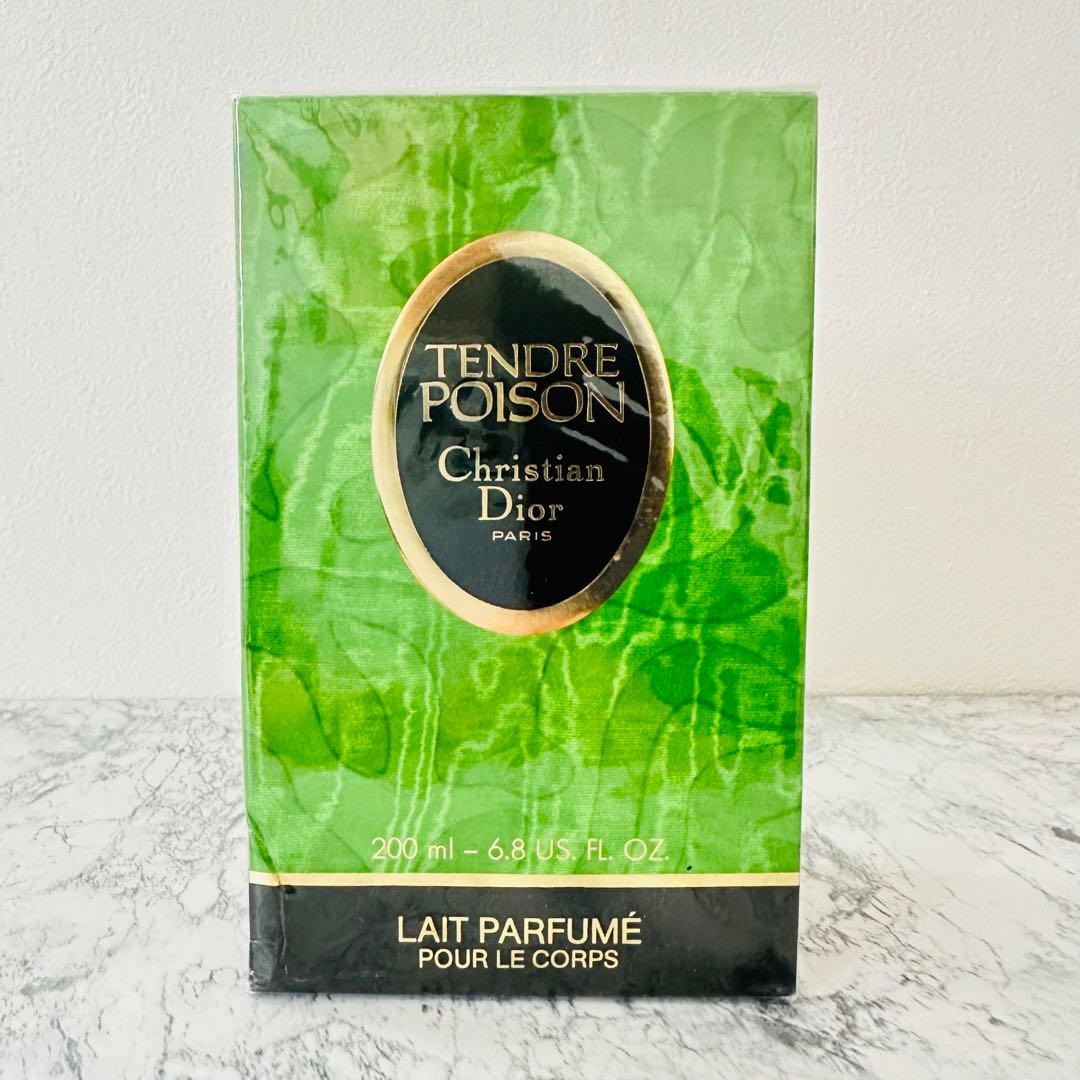 TENDRE
POISON
Christian
Dior
PARIS
200 ml – 6.8 US. FL. OZ.
LAIT PARFUMÉ
POUR LE CORPS